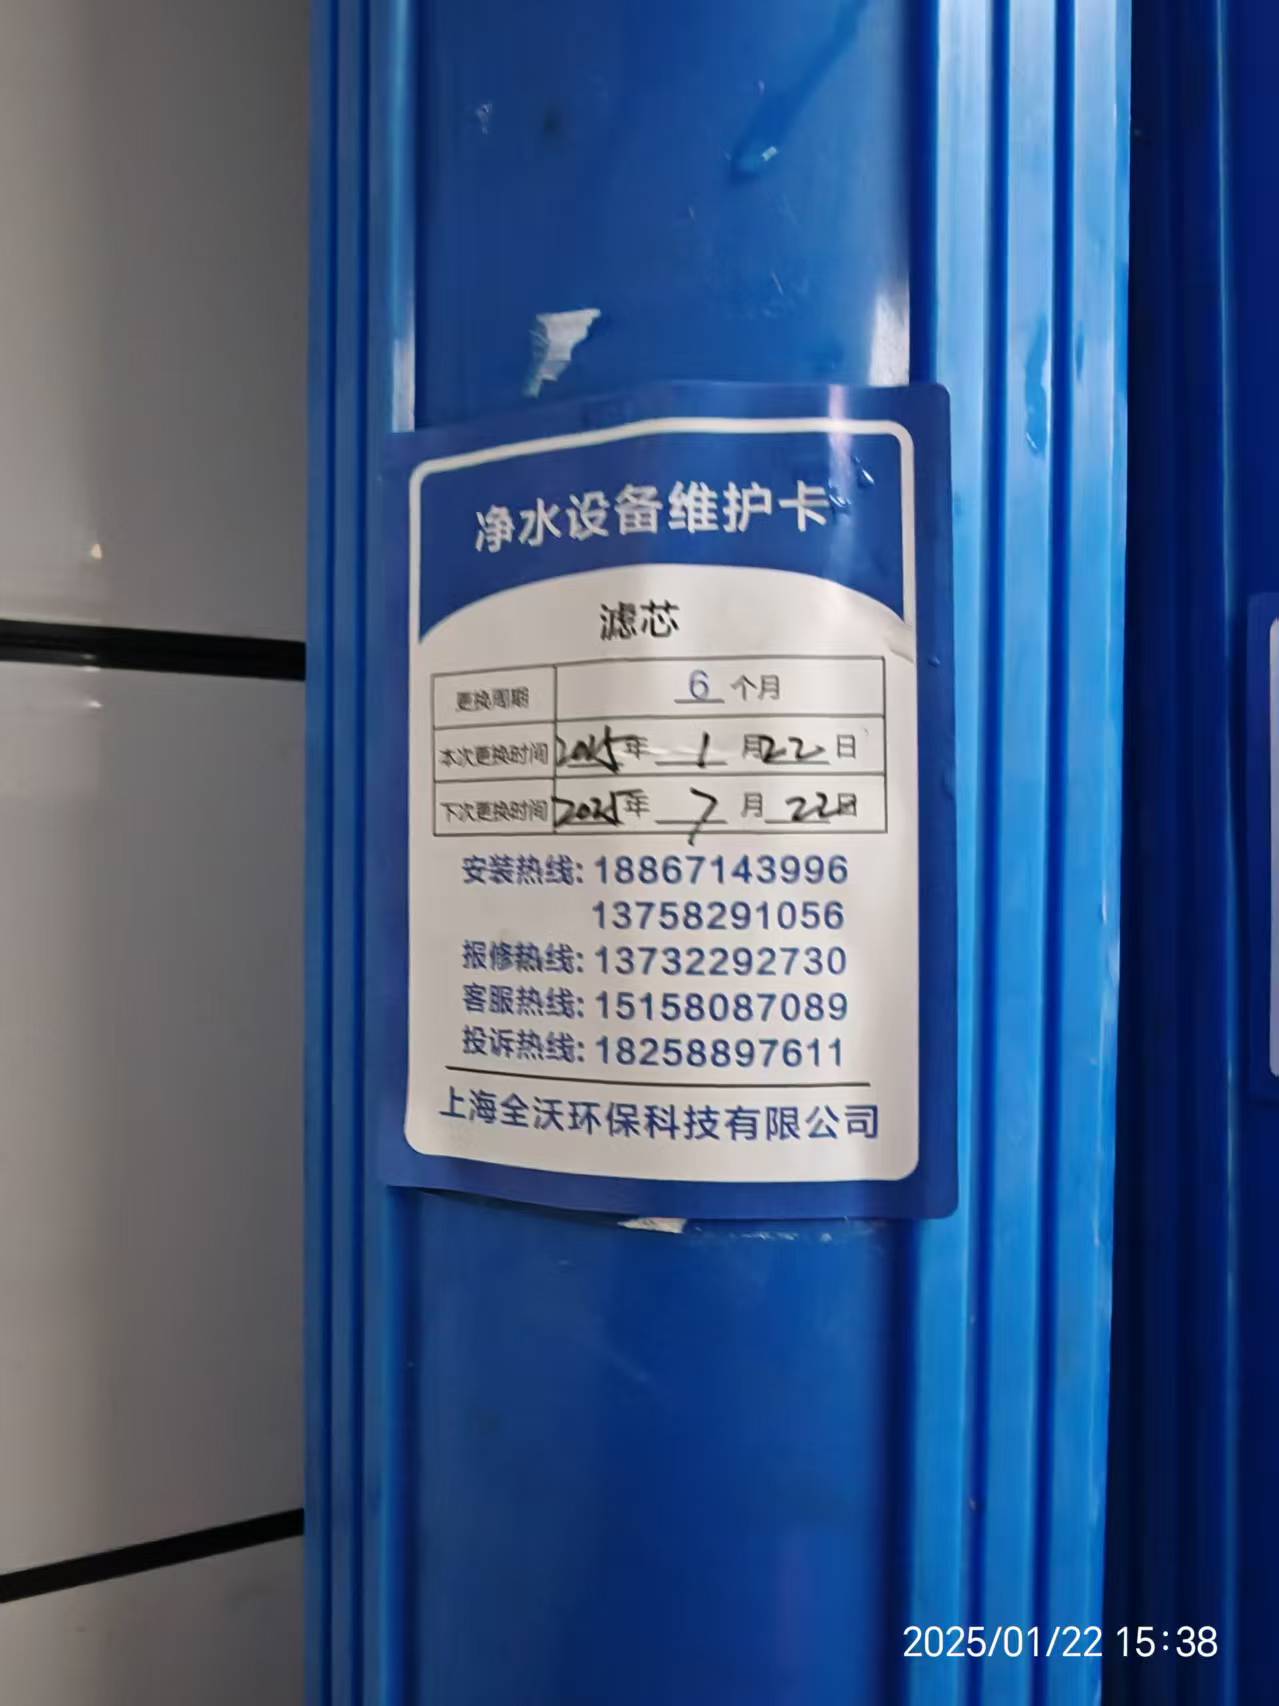 净水设备维护卡
滤芯
更换周期 6 个月
本次更换时间 2025年 1 月22日
下次更换时间 2025年 7 月22日
安装热线: 18867143996
13758291056
报修热线: 13732292730
客服热线: 15158087089
投诉热线: 18258897611
上海全沃环保科技有限公司
2025/01/22 15:38